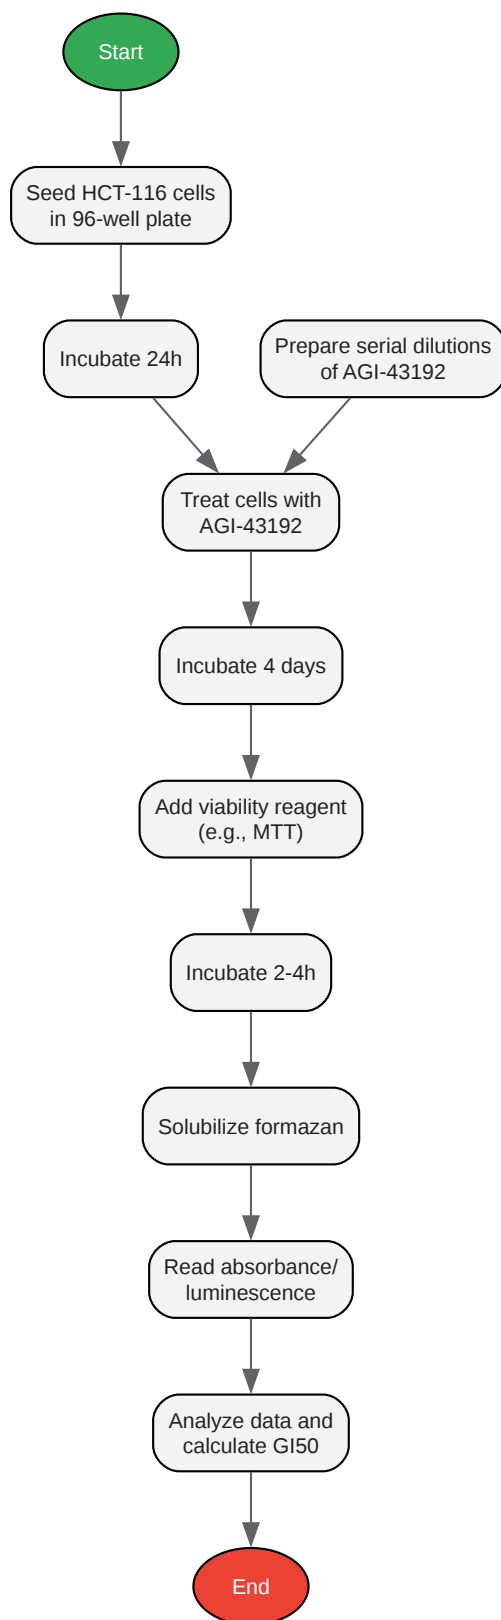 Start
Seed HCT-116 cells
in 96-well plate
Incubate 24h
Prepare serial dilutions
of AGI-43192
Treat cells with
AGI-43192
Incubate 4 days
Add viability reagent
(e.g., MTT)
Incubate 2-4h
Solubilize formazan
Read absorbance/
luminescence
Analyze data and
calculate GI50
End